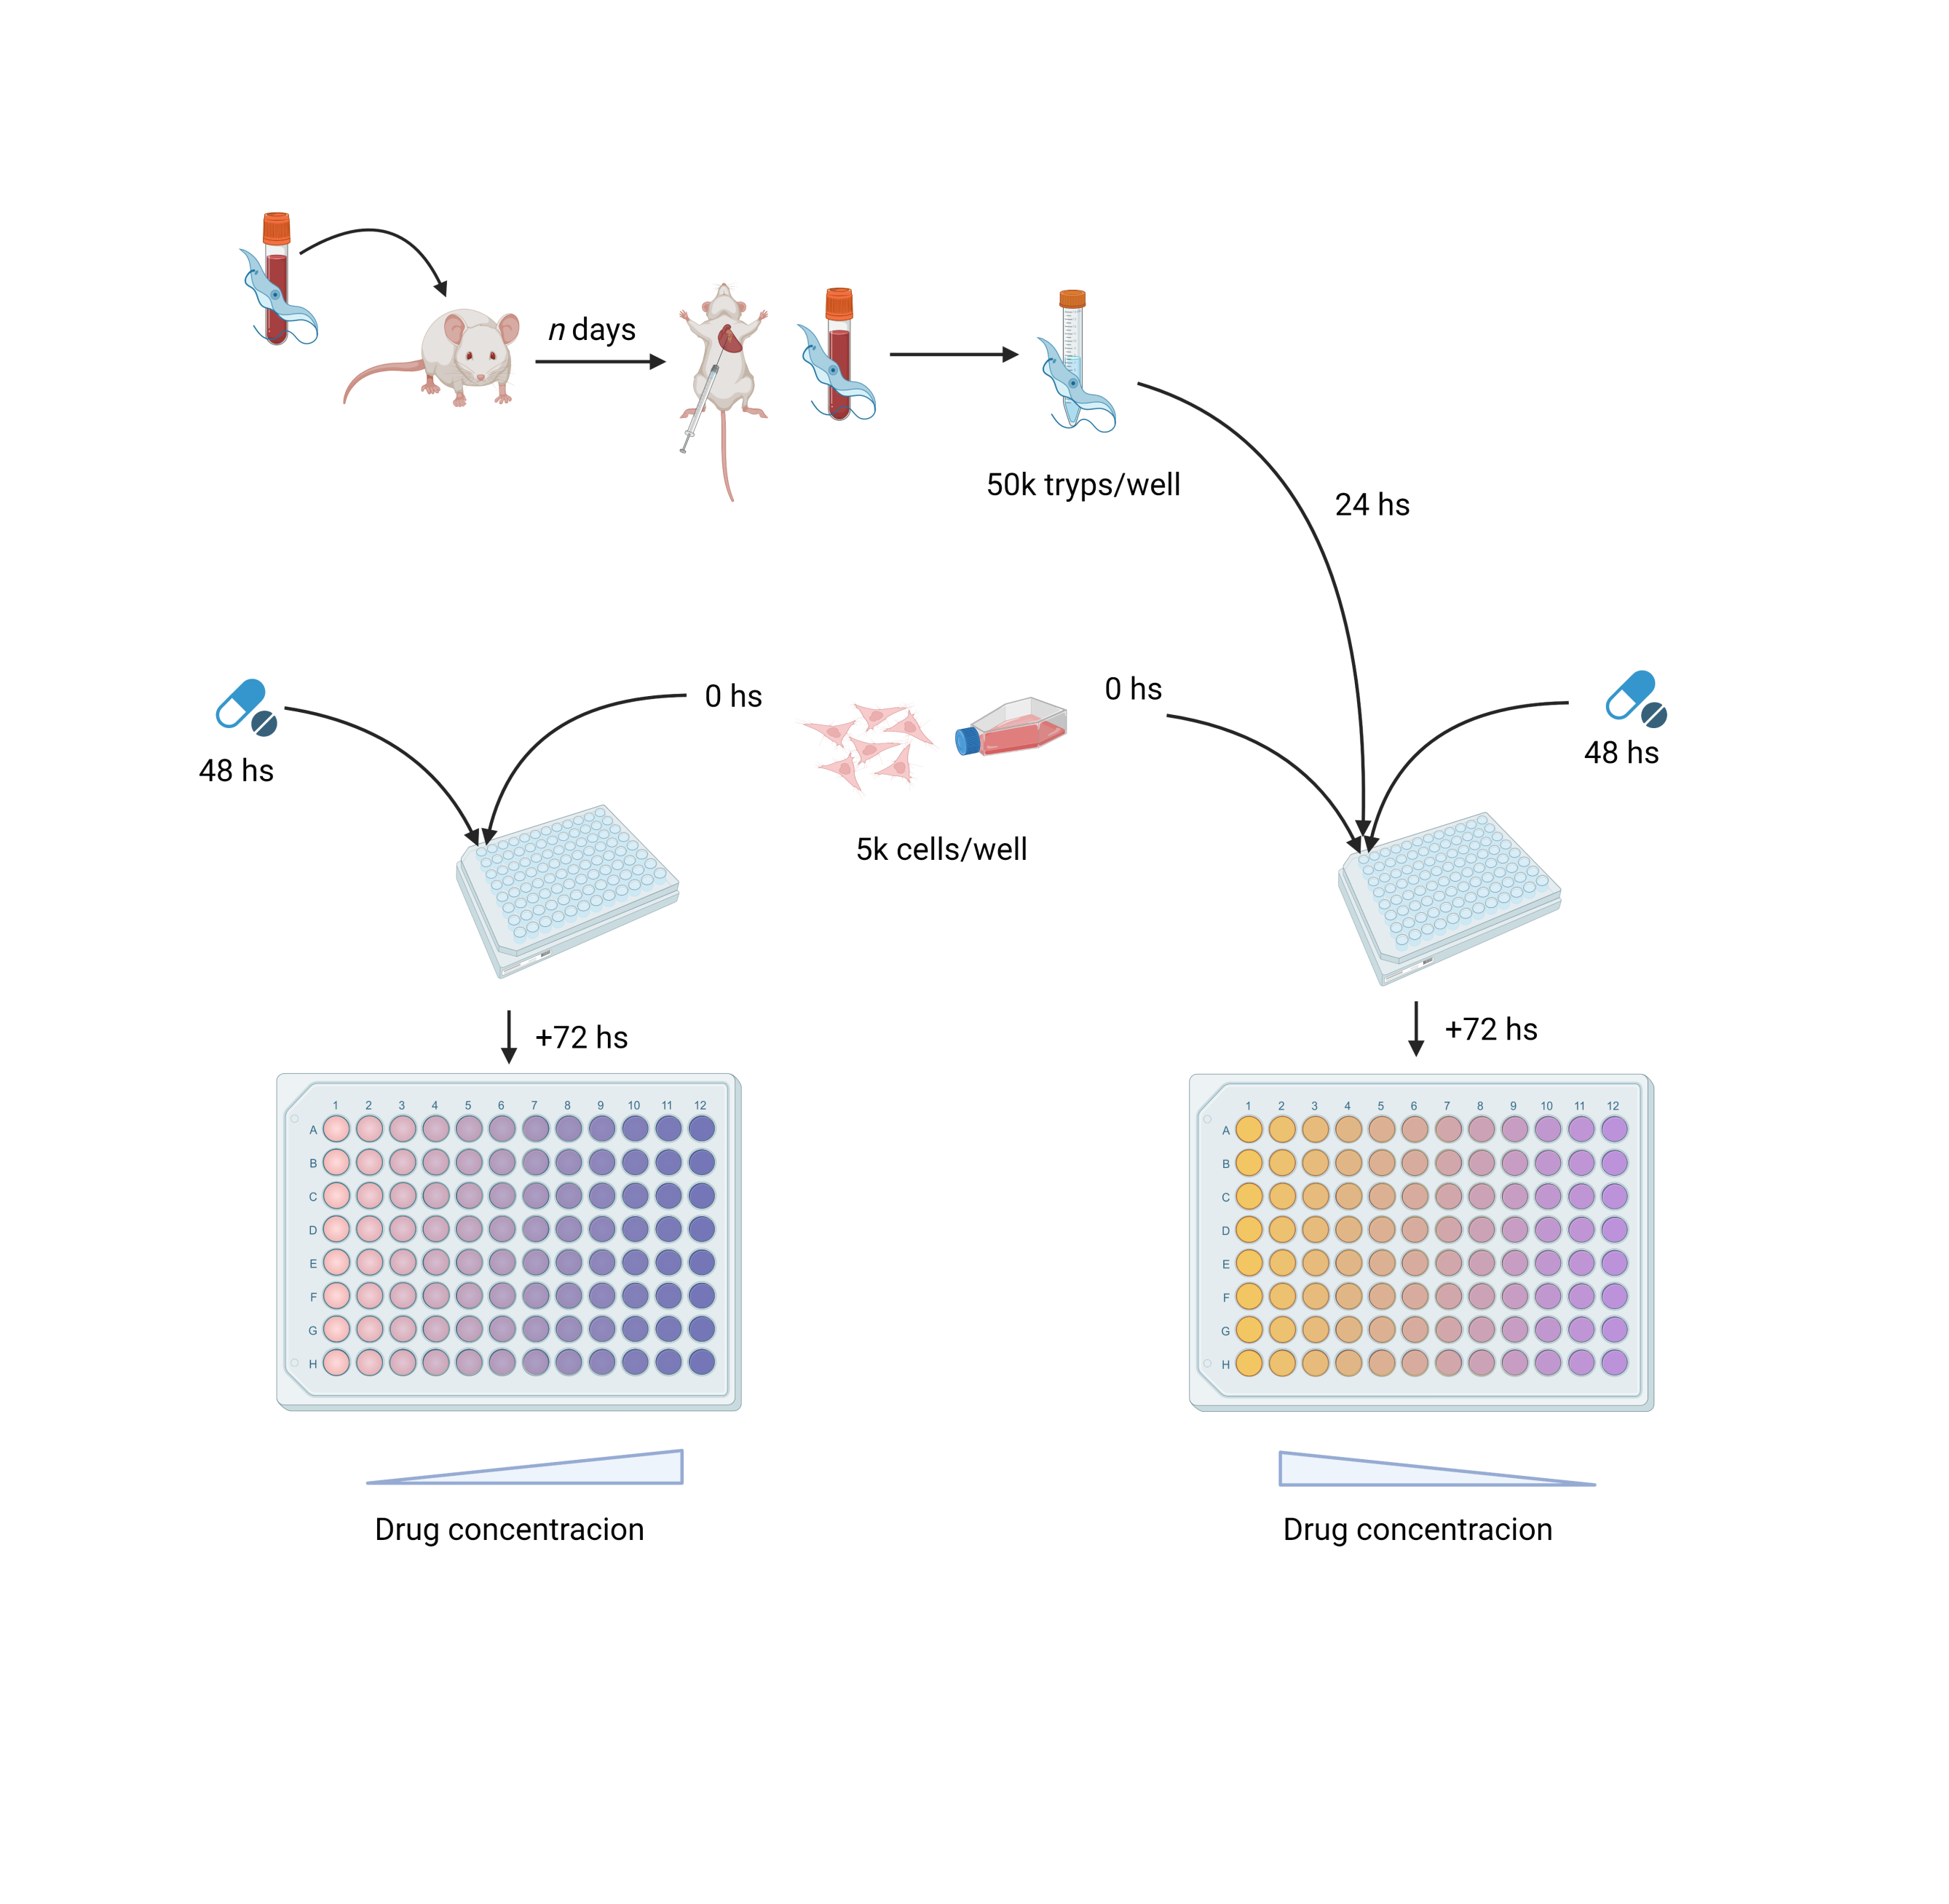 n days
50k tryps/well
24 hs
0 hs
0 hs
48 hs
48 hs
5k cells/well
+72 hs
+72 hs
1 2 3 4 5 6 7 8 9 10 11 12
A
B
C
D
E
F
G
H
1 2 3 4 5 6 7 8 9 10 11 12
A
B
C
D
E
F
G
H
Drug concentracion
Drug concentracion